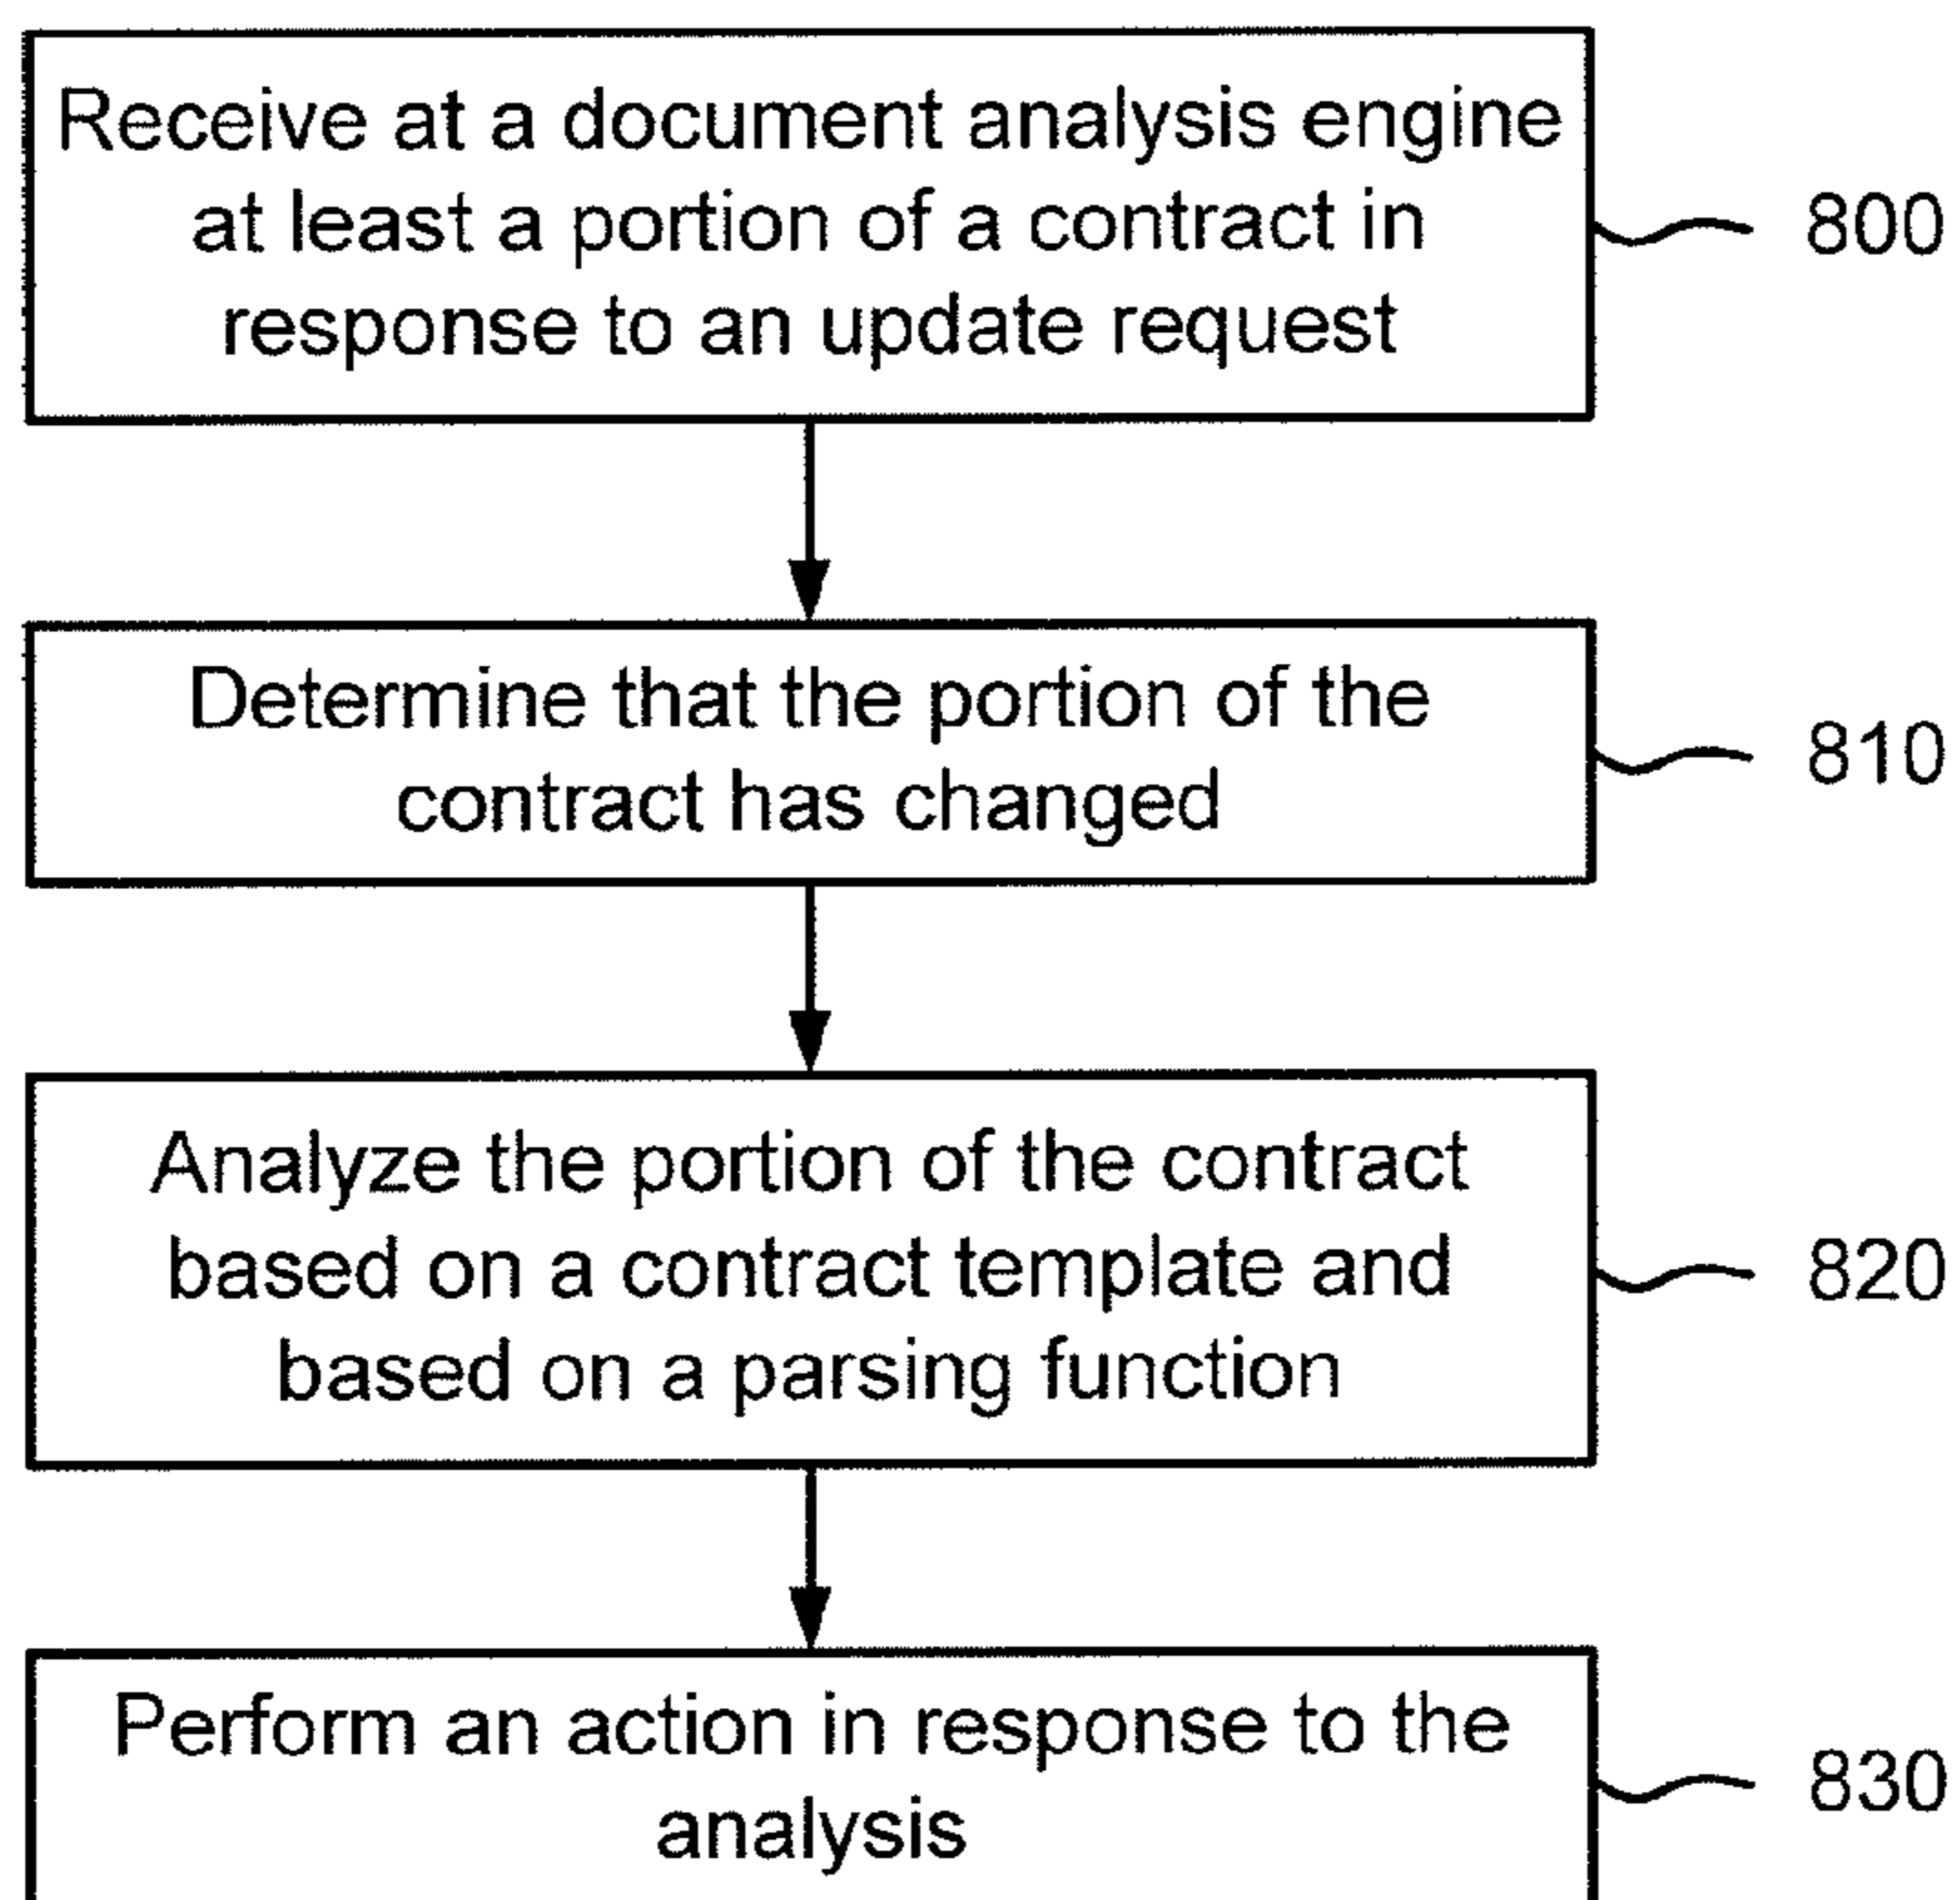 Receive at a document analysis engine
at least a portion of a contract in
response to an update request
800
Determine that the portion of the
contract has changed
810
Analyze the portion of the contract
based on a contract template and
based on a parsing function
820
Perform an action in response to the
analysis
830